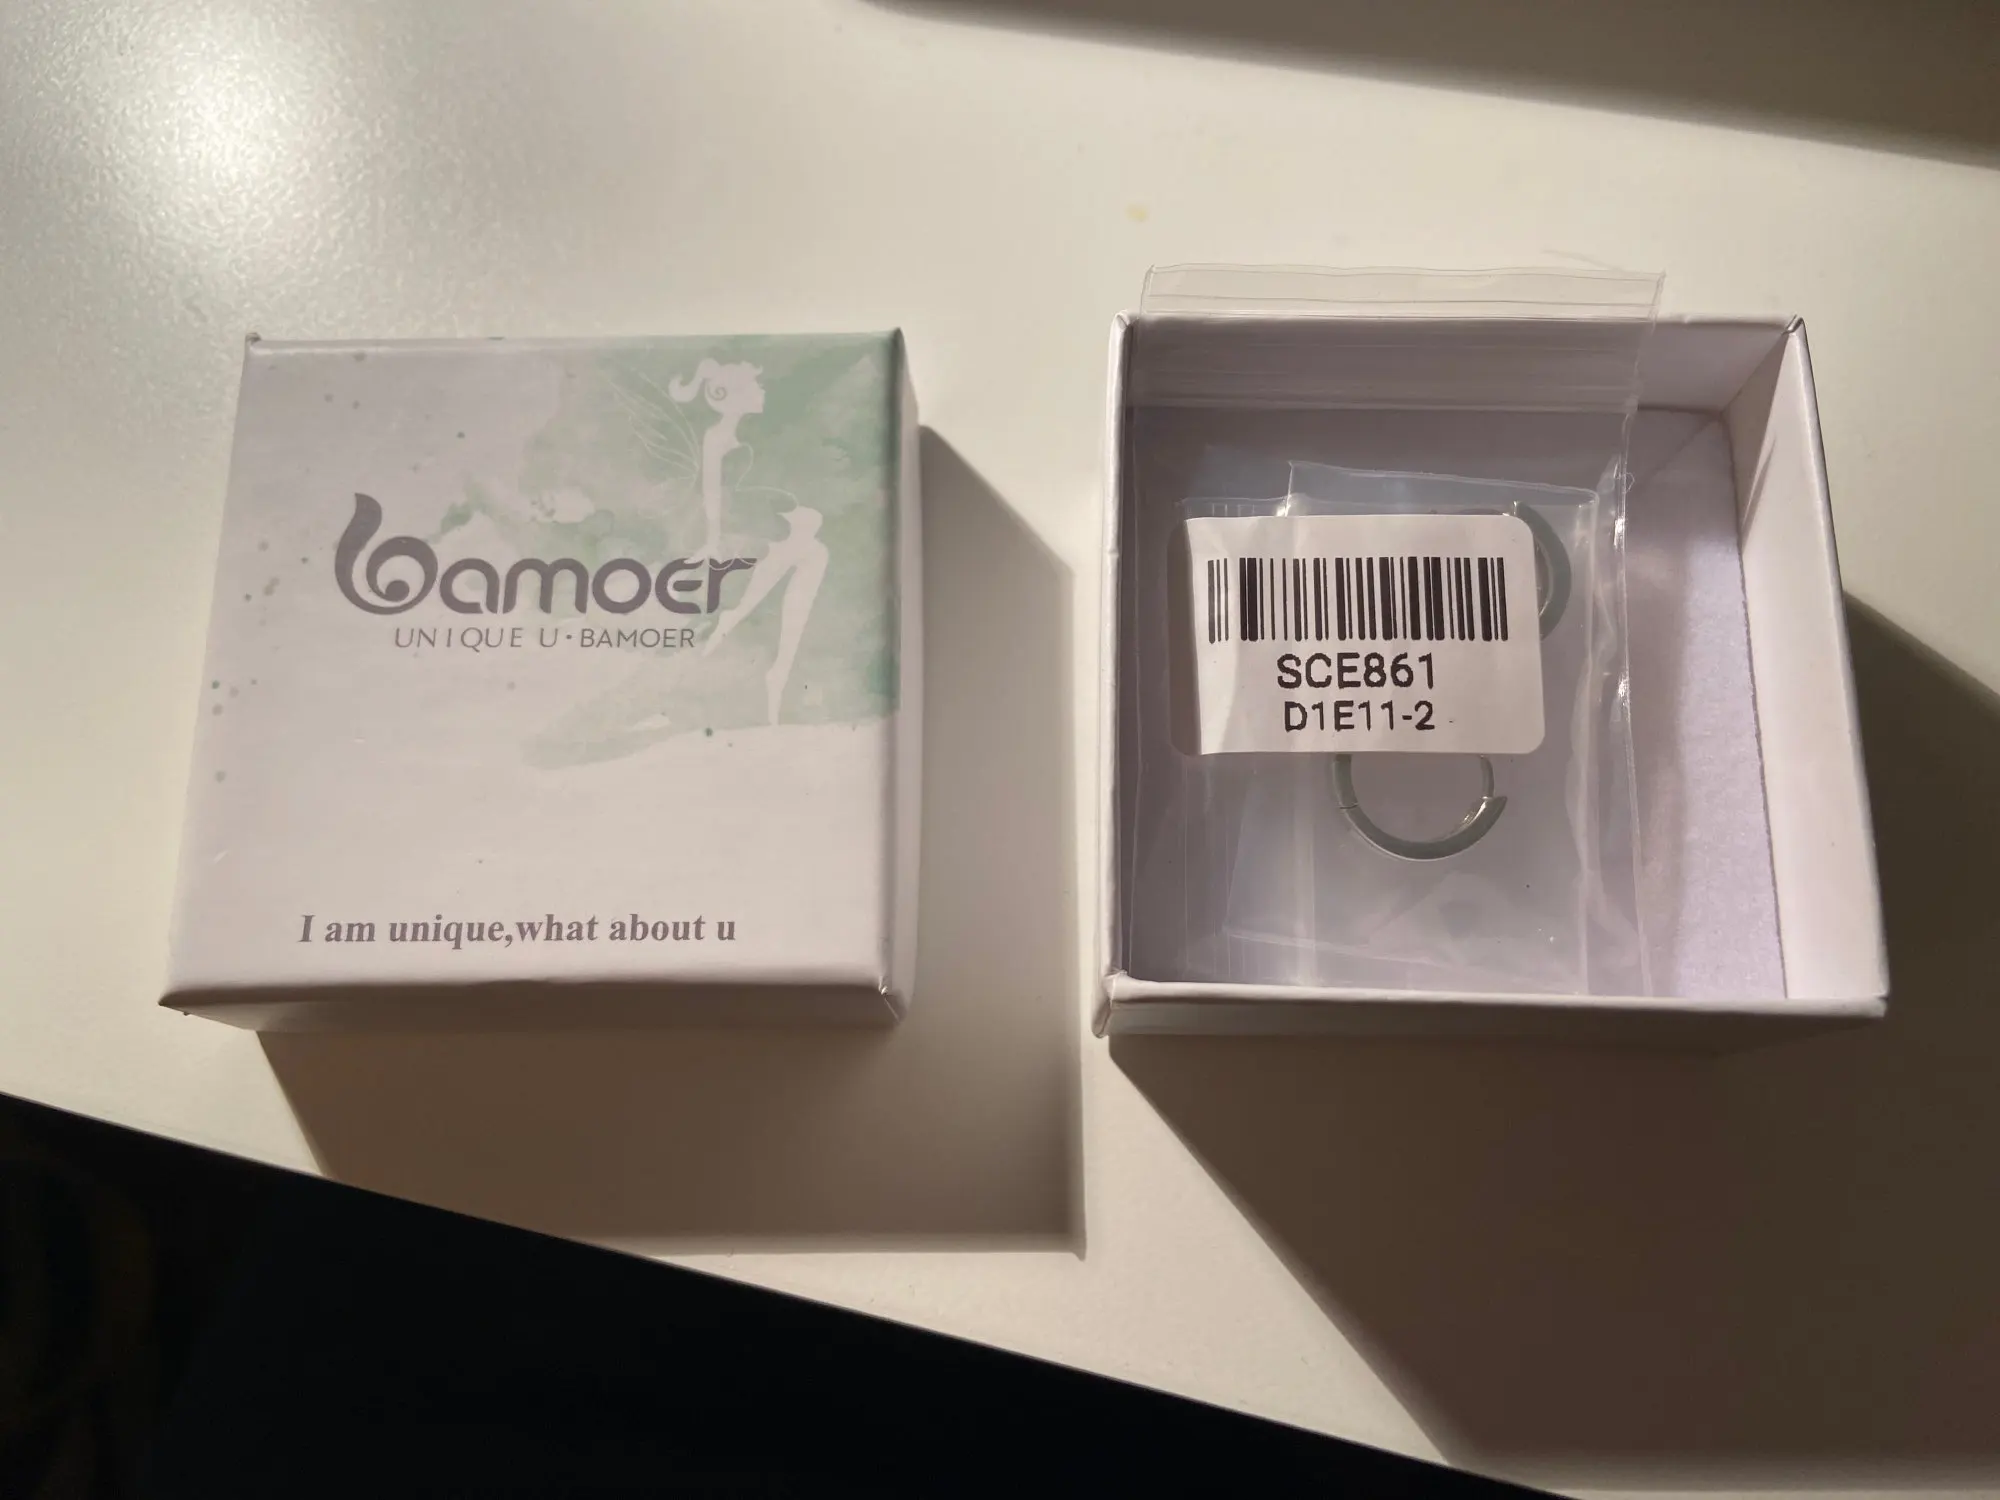 bamoer
UNIQUE U·BAMOER
I am unique,what about u
SCE861
D1E11-2